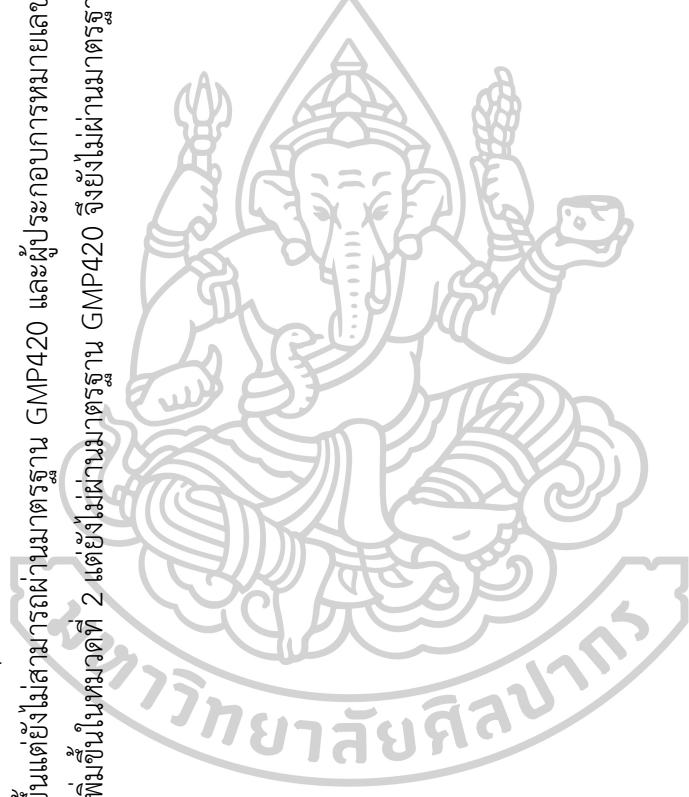 ขึ้นแต่ยังไม่สามารถผ่านมาตรฐาน GMP420 และผู้ประกอบการหมายเลข
เพิ่มขึ้นในหมวดที่ 2 แต่ยังไม่ผ่านมาตรฐาน GMP420 จึงยังไม่ผ่านมาตรฐ
มหาวิทยาลัยศิลปากร